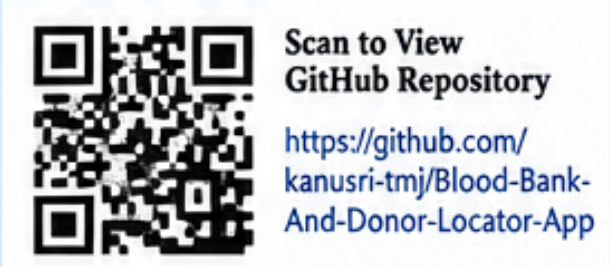 Scan to View
GitHub Repository
https://github.com/
kanusri-tmj/Blood-Bank-
And-Donor-Locator-App